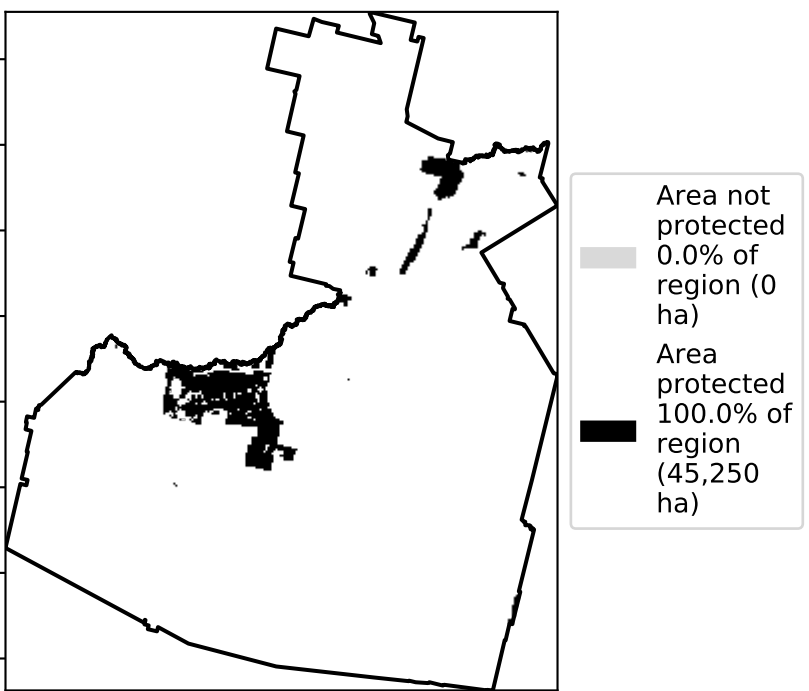 Area not
protected
0.0% of
region (0
ha)
Area
protected
100.0% of
region
(45,250
ha)